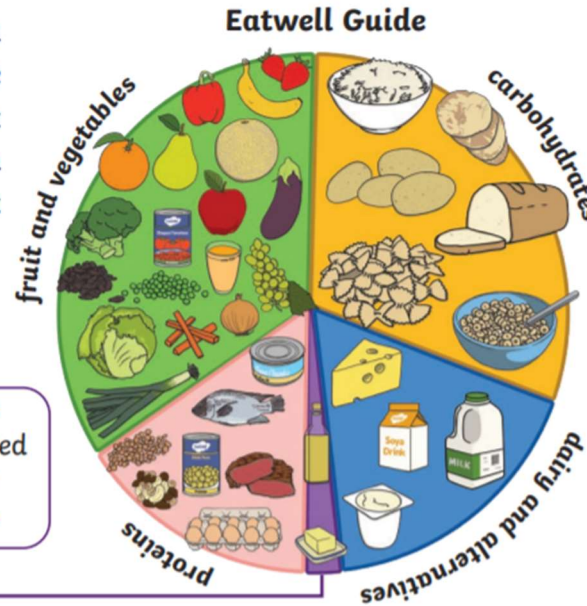 Eatwell Guide
fruit and vegetables
carbohydrates
ed
Soya
Drink
MILK
proteins
dairy and alternatives